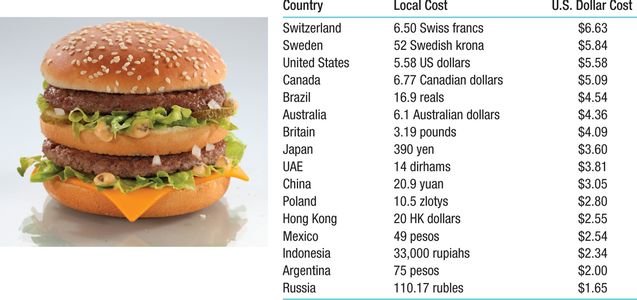 Country Local Cost U.S. Dollar Cost
Switzerland 6.50 Swiss francs $6.63
Sweden 52 Swedish krona $5.84
United States 5.58 US dollars $5.58
Canada 6.77 Canadian dollars $5.09
Brazil 16.9 reals $4.54
Australia 6.1 Australian dollars $4.36
Britain 3.19 pounds $4.09
Japan 390 yen $3.60
UAE 14 dirhams $3.81
China 20.9 yuan $3.05
Poland 10.5 zlotys $2.80
Hong Kong 20 HK dollars $2.55
Mexico 49 pesos $2.54
Indonesia 33,000 rupiahs $2.34
Argentina 75 pesos $2.00
Russia 110.17 rubles $1.65